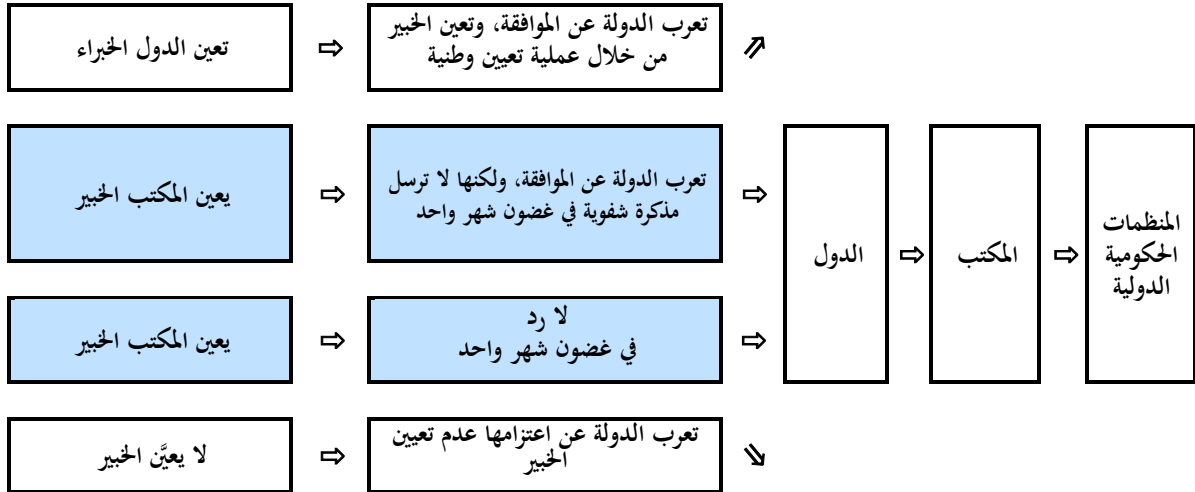 تعرب الدولة عن الموافقة، وتعين الخبير
من خلال عملية تعيين وطنية
تعين الدول الخبراء
المنظمات
الحكومية
الدولية
المكتب
الدول
تعرب الدولة عن الموافقة، ولكنها لا ترسل
مذكرة شفوية في غضون شهر واحد
يعين المكتب الخبير
لا رد
في غضون شهر واحد
يعين المكتب الخبير
تعرب الدولة عن اعتزامها عدم تعيين
الخبير
لا يعيَّن الخبير